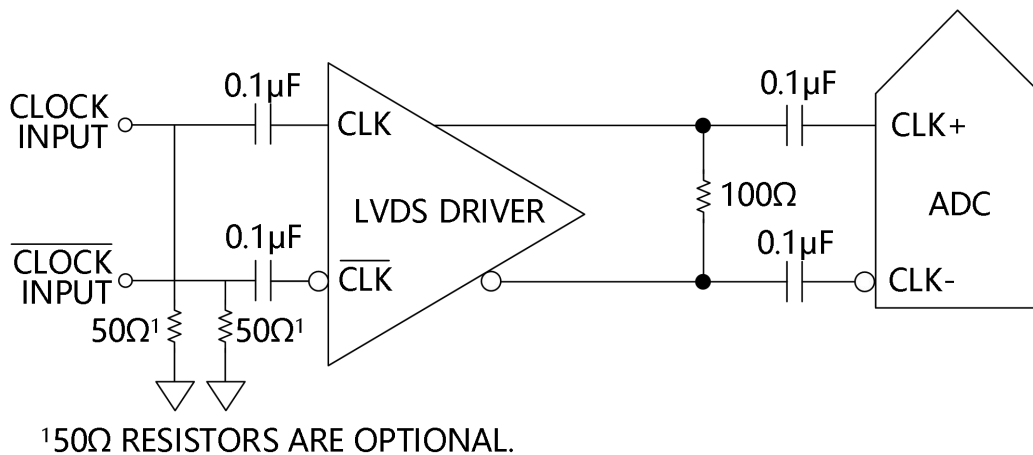 0.1µF
0.1µF
CLOCK
INPUT
CLK
CLK+
LVDS DRIVER
100Ω
ADC
0.1µF
0.1µF
CLOCK
INPUT
CLK
CLK-
50Ω¹
50Ω¹
¹50Ω RESISTORS ARE OPTIONAL.